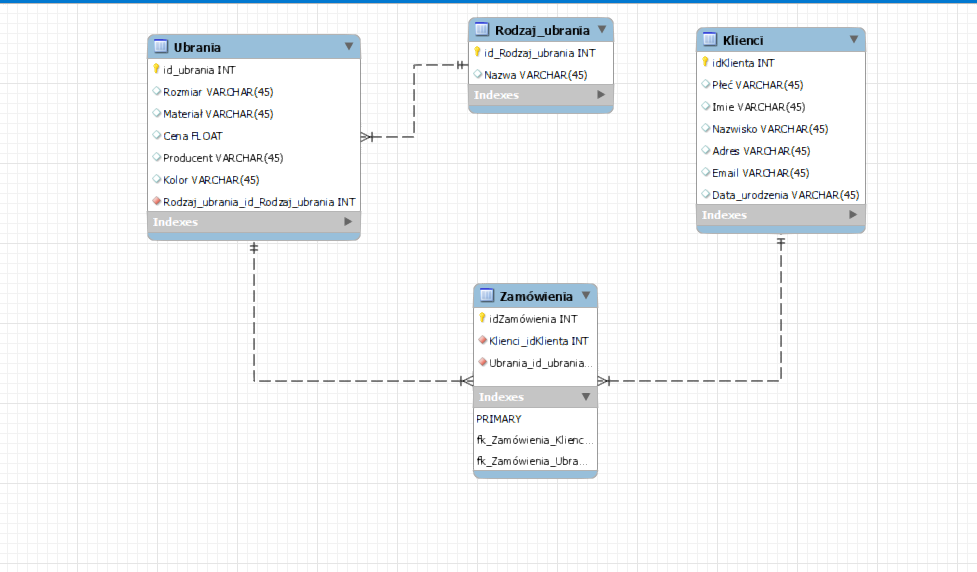 Ubrania
id_ubrania INT
Rozmiar VARCHAR(45)
Materiał VARCHAR(45)
Cena FLOAT
Producent VARCHAR(45)
Kolor VARCHAR(45)
Rodzaj_ubrania_id_Rodzaj_ubrania INT
Indexes
Rodzaj_ubrania
id_Rodzaj_ubrania INT
Nazwa VARCHAR(45)
Indexes
Klienci
idKlienta INT
Płeć VARCHAR(45)
Imie VARCHAR(45)
Nazwisko VARCHAR(45)
Adres VARCHAR(45)
Email VARCHAR(45)
Data_urodzenia VARCHAR(45)
Indexes
Zamówienia
idZamówienia INT
Klienci_idKlienta INT
Ubrania_id_ubrania...
Indexes
PRIMARY
fk_Zamówienia_Klienc...
fk_Zamówienia_Ubra...